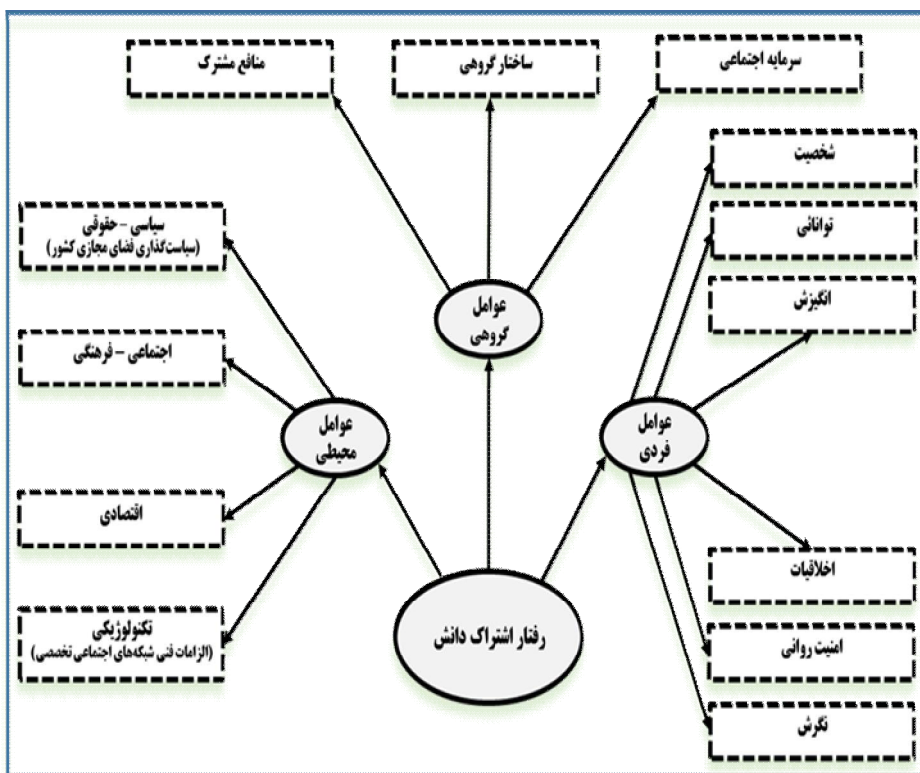 سرمایه اجتماعی
ساختار گروهی
منافع مشترک
شخصیت
توانائی
انگیزش
عوامل
گروهی
سیاسی - حقوقی
(سیاست‌گذاری فضای مجازی کشور)
اجتماعی - فرهنگی
عوامل
فردی
عوامل
محیطی
اقتصادی
اخلاقیات
رفتار اشتراک دانش
تکنولوژیکی
(الزامات فنی شبکه‌های اجتماعی تخصصی)
امنیت روانی
نگرش